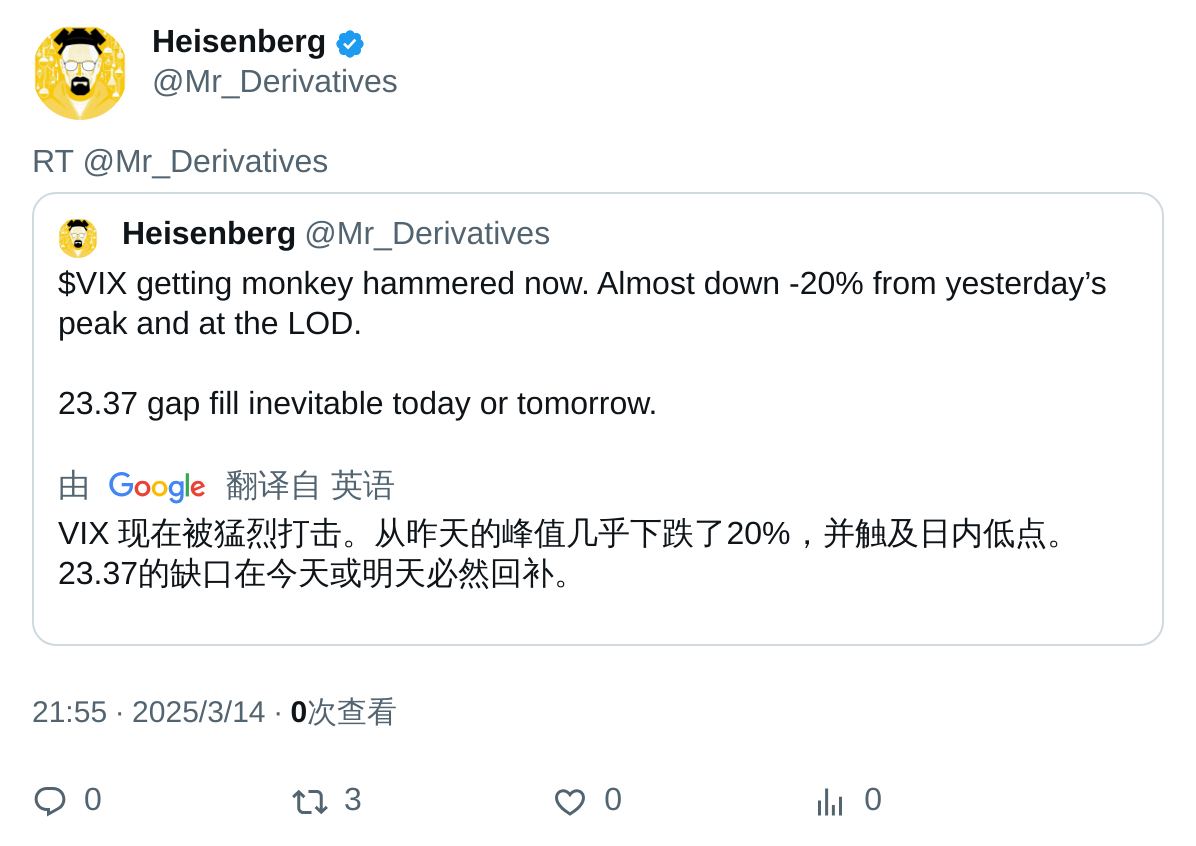 Heisenberg
@Mr_Derivatives
RT @Mr_Derivatives
Heisenberg @Mr_Derivatives
$VIX getting monkey hammered now. Almost down -20% from yesterday’s
peak and at the LOD.
23.37 gap fill inevitable today or tomorrow.
由 Google 翻译自 英语
VIX 现在被猛烈打击。从昨天的峰值几乎下跌了20%，并触及日内低点。
23.37的缺口在今天或明天必然回补。
21:55 · 2025/3/14 · 0次查看
0 3 0 0